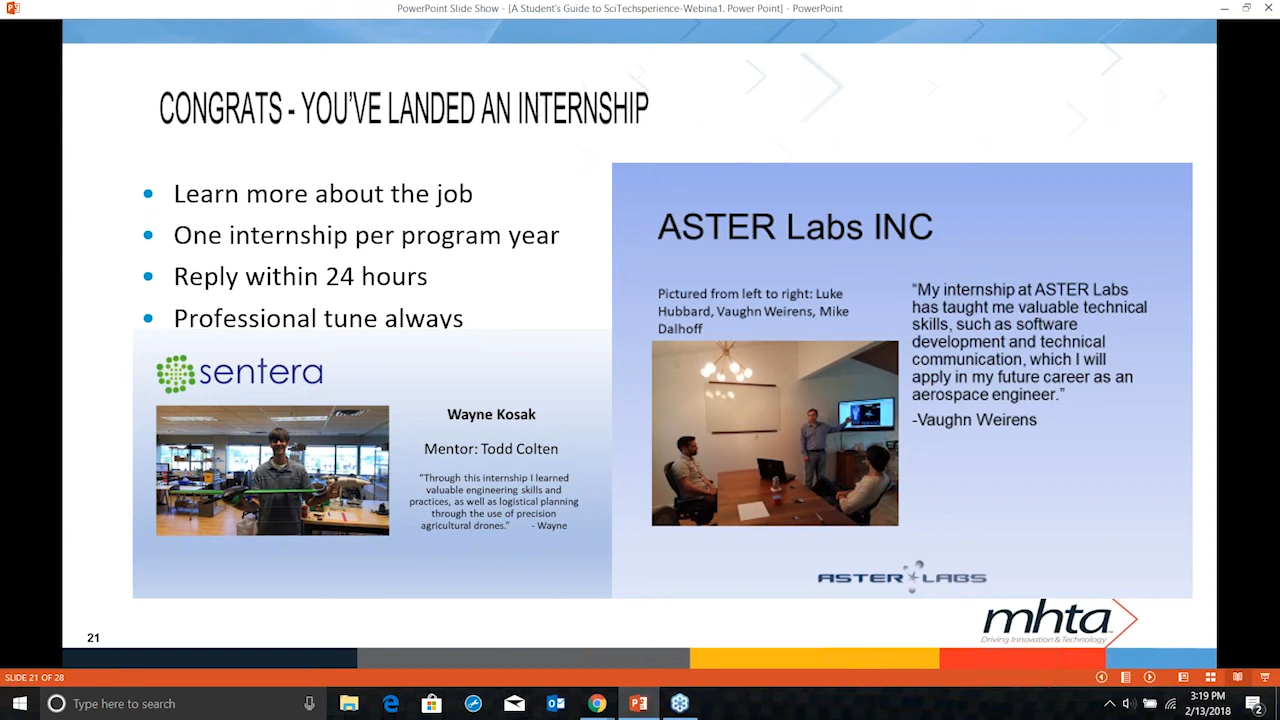 PowerPoint Slide Show - [A Student's Guide to SciTechsperience-Webina1. Power Point] - PowerPoint
CONGRATS - YOU'VE LANDED AN INTERNSHIP
• Learn more about the job
• One internship per program year
• Reply within 24 hours
• Professional tune always
sentera
Wayne Kosak
Mentor: Todd Colten
“Through this internship I learned
valuable engineering skills and
practices, as well as logistical planning
through the use of precision
agricultural drones.” - Wayne
ASTER Labs INC
Pictured from left to right: Luke
Hubbard, Vaughn Weirens, Mike
Dalhoff
“My internship at ASTER Labs
has taught me valuable technical
skills, such as software
development and technical
communication, which I will
apply in my future career as an
aerospace engineer.”
-Vaughn Weirens
ASTER LABS
mhta
Driving Innovation & Technology
21
SLIDE 21 OF 28
Type here to search
3:19 PM
2/13/2018
2